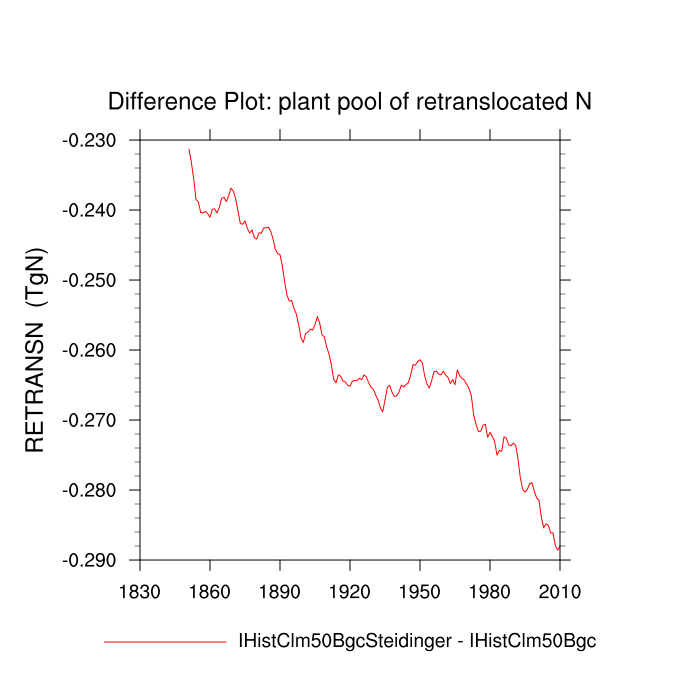 Difference Plot: plant pool of retranslocated N
RETRANSN (TgN)
-0.230
-0.240
-0.250
-0.260
-0.270
-0.280
-0.290
1830 1860 1890 1920 1950 1980 2010
IHistClm50BgcSteidinger - IHistClm50Bgc